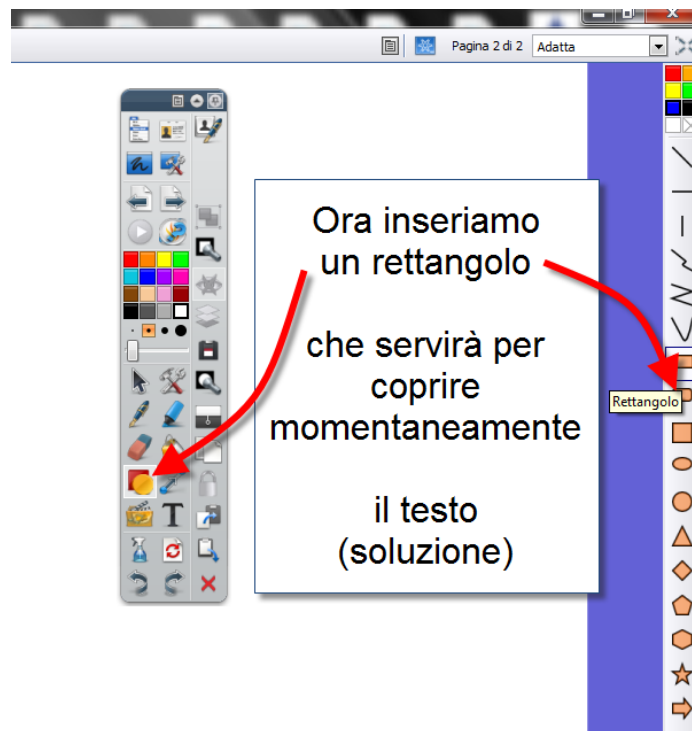 Pagina 2 di 2
Adatta
Ora inseriamo
un rettangolo
che servirà per
coprire
momentaneamente
il testo
(soluzione)
Rettangolo
T